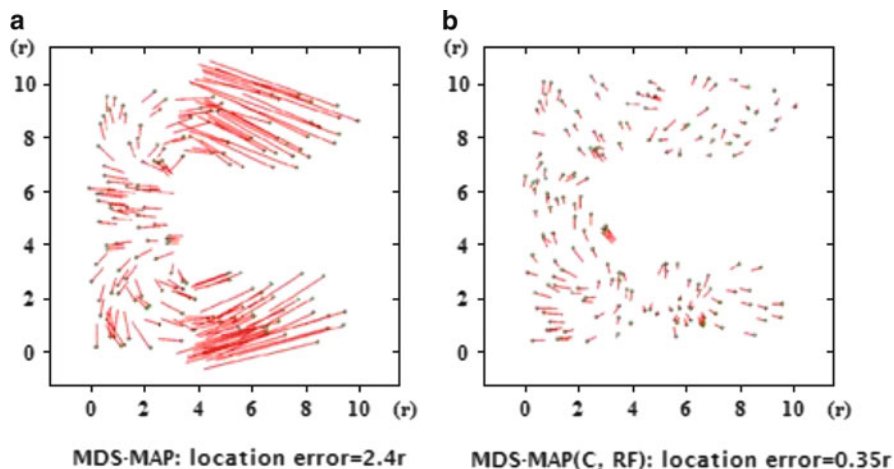 a
b
(r)
(r)
10
8
6
4
2
0
0 2 4 6 8 10 (r)
10
8
6
4
2
0
0 2 4 6 8 10 (r)
MDS-MAP: location error=2.4r
MDS-MAP(C, RF): location error=0.35r